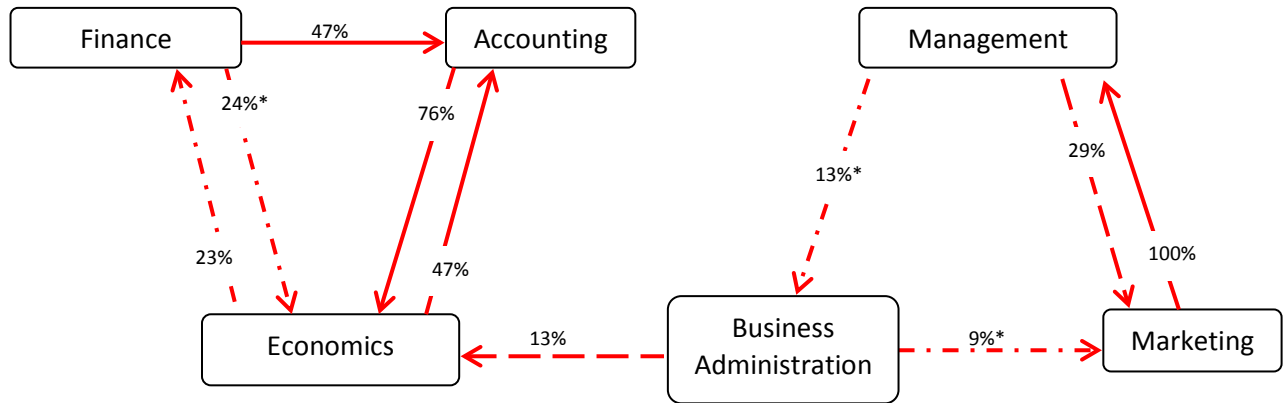 Finance
47%
Accounting
Management
24%*
76%
29%
13%*
23%
47%
100%
Economics
13%
Business
Administration
9%*
Marketing